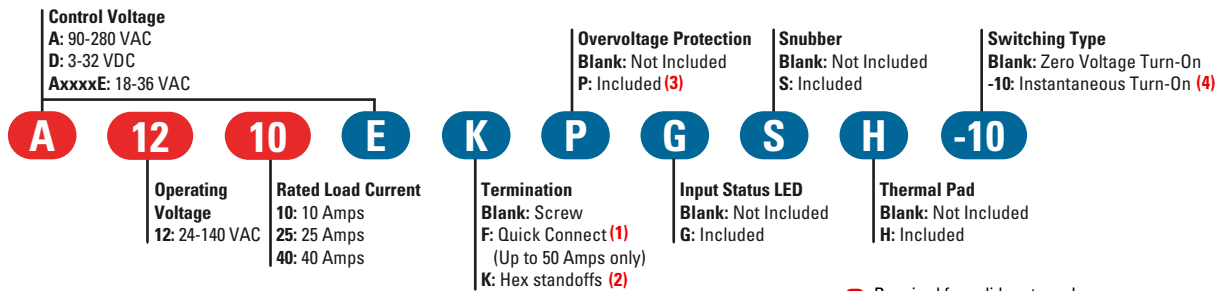 Control Voltage
A: 90-280 VAC
D: 3-32 VDC
AxxxxE: 18-36 VAC
Overvoltage Protection
Blank: Not Included
P: Included (3)
Snubber
Blank: Not Included
S: Included
Switching Type
Blank: Zero Voltage Turn-On
-10: Instantaneous Turn-On (4)
A 12 10 E K P G S H -10
Operating
Voltage
12: 24-140 VAC
Rated Load Current
10: 10 Amps
25: 25 Amps
40: 40 Amps
Termination
Blank: Screw
F: Quick Connect (1)
(Up to 50 Amps only)
K: Hex standoffs (2)
Input Status LED
Blank: Not Included
G: Included
Thermal Pad
Blank: Not Included
H: Included